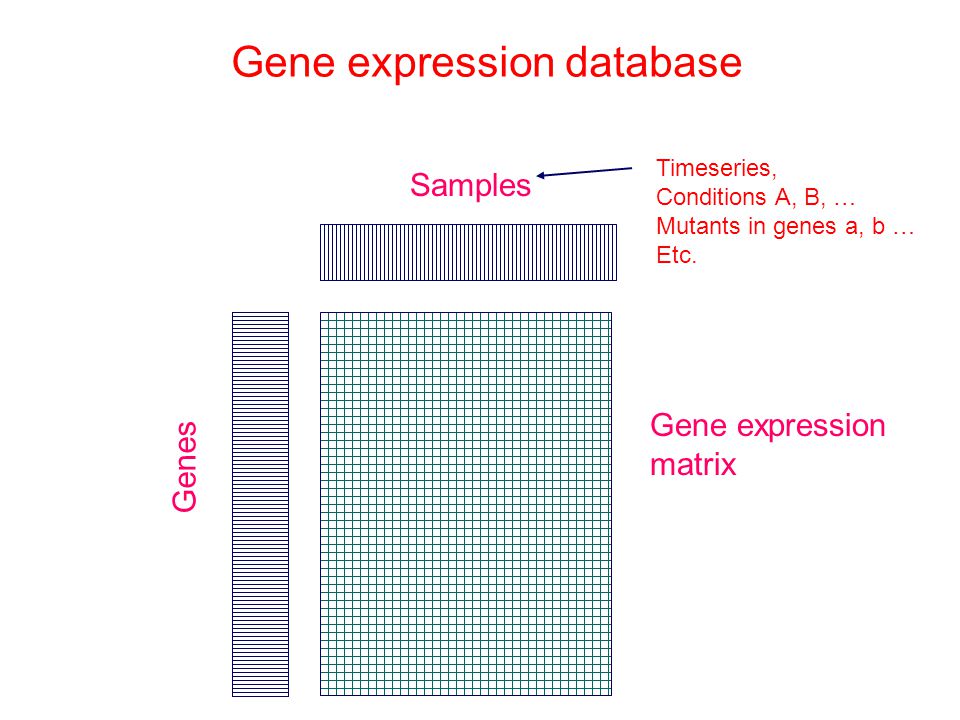 Gene expression database
Samples
Timeseries,
Conditions A, B, …
Mutants in genes a, b …
Etc.
Genes
Gene expression
matrix